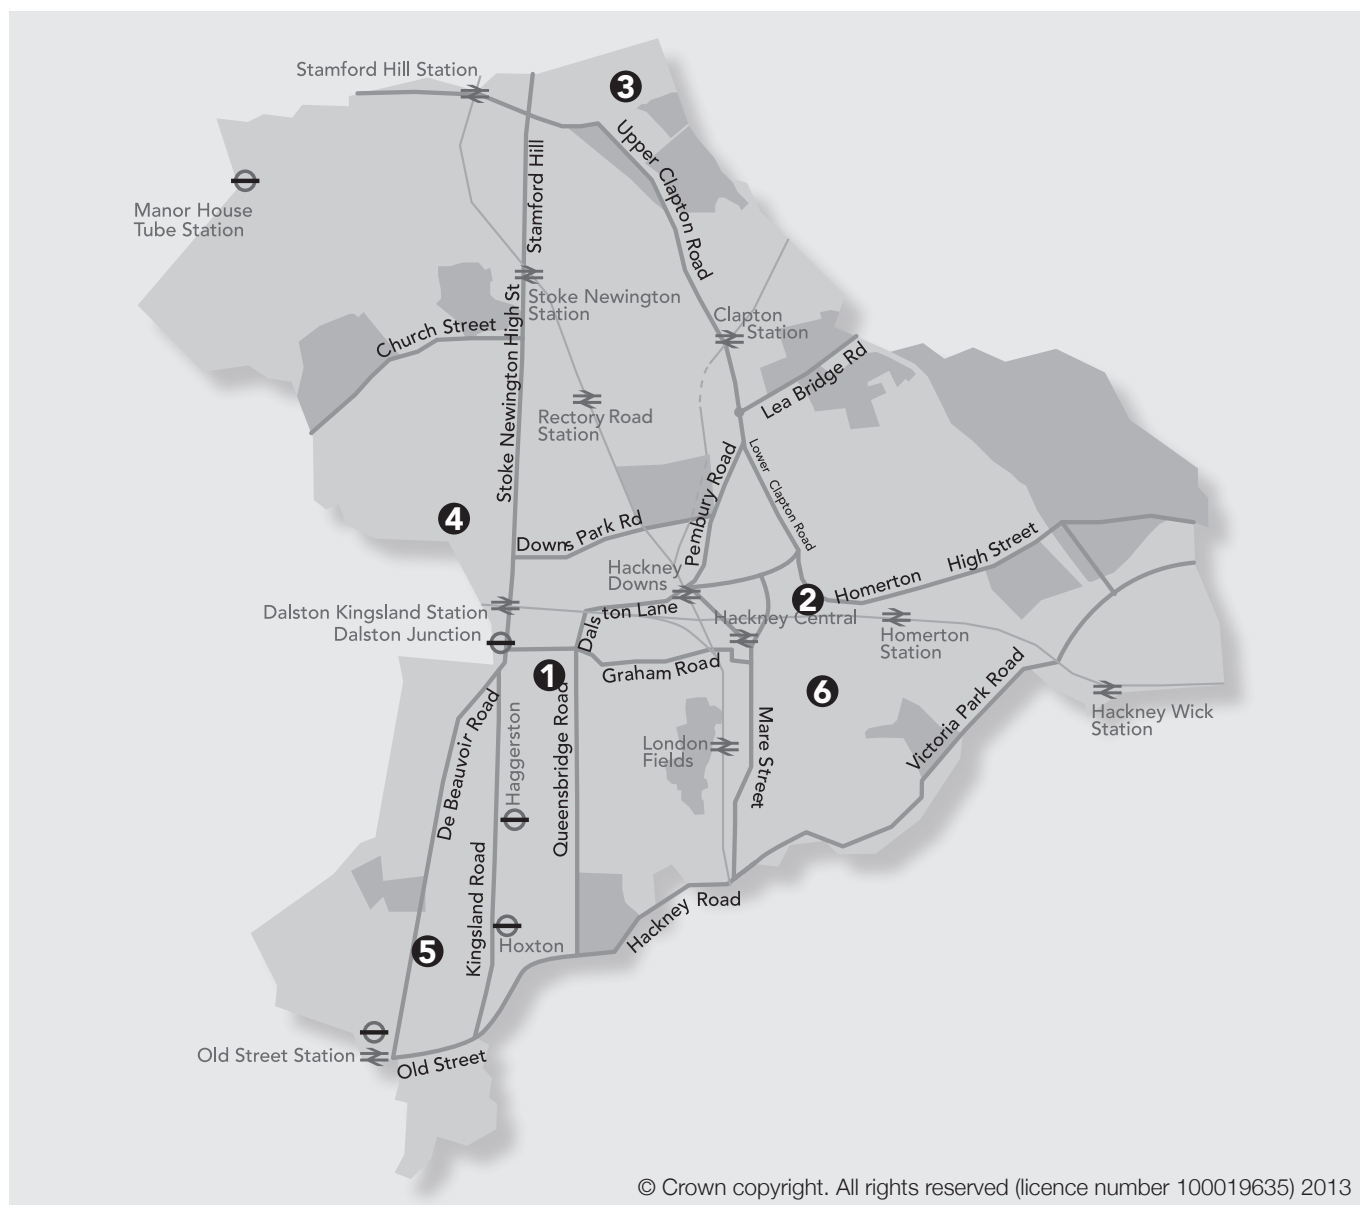 Stamford Hill Station
3
Upper Clapton Road
Stamford Hill
Manor House
Tube Station
Stoke Newington
Station
Church Street
Stoke Newington High St
Clapton
Station
Lea Bridge Rd
Rectory Road
Station
Lower Clapton Road
Pembury Road
4
Downs Park Rd
High Street
Homerton
Hackney
Downs
2
Dalston Kingsland Station
Dalston Lane
Hackney Central
Dalston Junction
Homerton
Station
1
Graham Road
6
Victoria Park Road
De Beauvoir Road
Haggerston
Queensbridge Road
London
Fields
Mare Street
Hackney Wick
Station
Kingsland Road
Hackney Road
5
Hoxton
Old Street Station
Old Street
© Crown copyright. All rights reserved (licence number 100019635) 2013